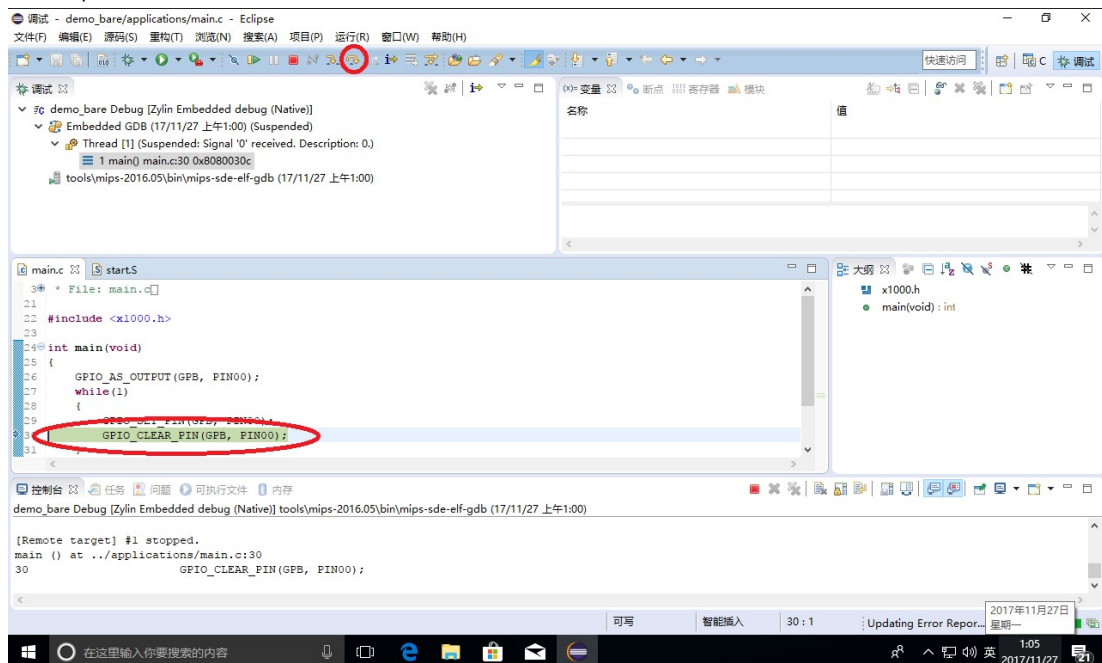 调试 - demo_bare/applications/main.c - Eclipse
文件(F) 编辑(E) 源码(S) 重构(T) 浏览(N) 搜索(A) 项目(P) 运行(R) 窗口(W) 帮助(H)
快速访问 C 调试
调试
demo_bare Debug [Zylin Embedded debug (Native)]
Embedded GDB (17/11/27 上午1:00) (Suspended)
Thread [1] (Suspended: Signal '0' received. Description: 0.)
1 main() main.c:30 0x8080030c
tools\mips-2016.05\bin\mips-sde-elf-gdb (17/11/27 上午1:00)
(x)= 变量 断点 寄存器 模块
名称 值
main.c start.S
3 * File: main.c
21
22 #include <x1000.h>
23
24 int main(void)
25 {
26 GPIO_AS_OUTPUT(GPB, PIN00);
27 while(1)
28 {
29 GPIO_SET_PIN(GPB, PIN00);
30 GPIO_CLEAR_PIN(GPB, PIN00);
31
大纲
x1000.h
main(void) : int
控制台 任务 问题 可执行文件 内存
demo_bare Debug [Zylin Embedded debug (Native)] tools\mips-2016.05\bin\mips-sde-elf-gdb (17/11/27 上午1:00)
[Remote target] #1 stopped.
main () at ../applications/main.c:30
30 GPIO_CLEAR_PIN(GPB, PIN00);
可写 智能插入 30 : 1 Updating Error Repor...
2017年11月27日
星期一
在这里输入你要搜索的内容
英
1:05
2017/11/27
21